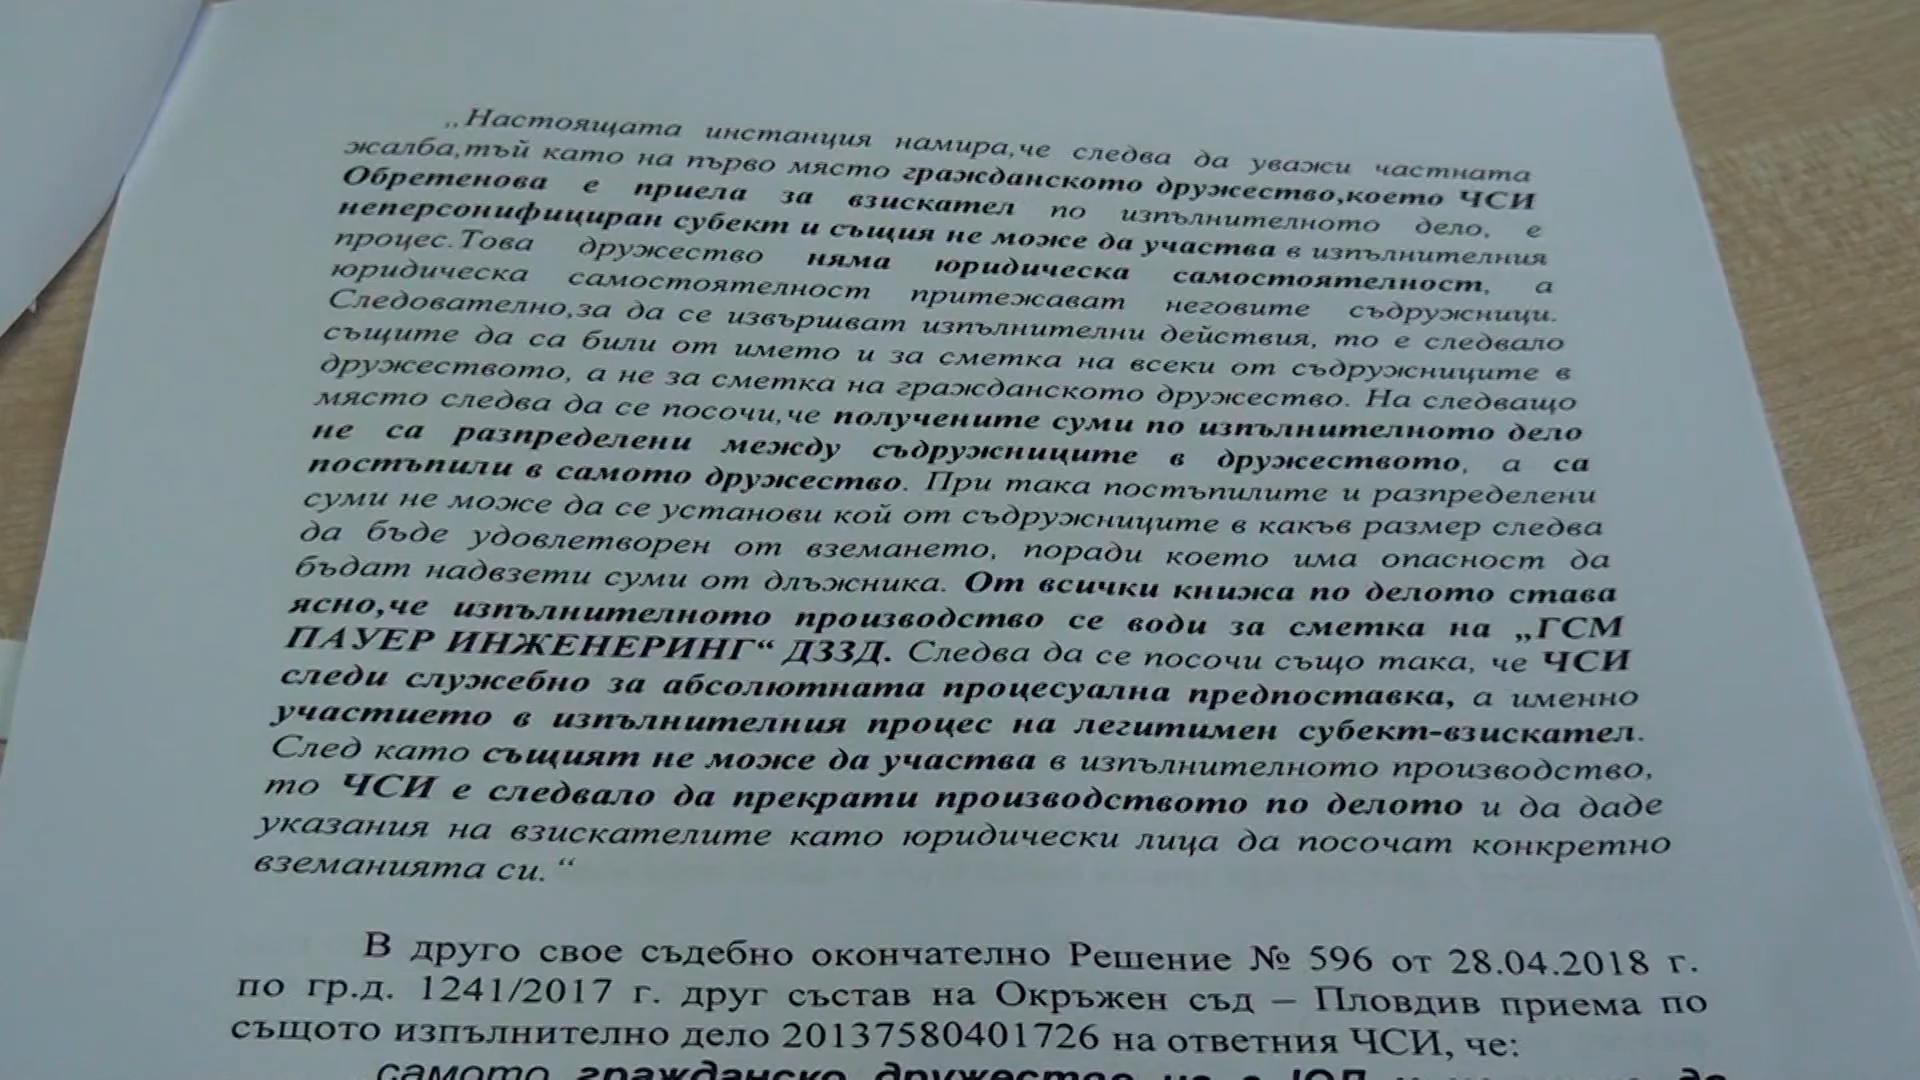 „Настоящата инстанция намира,че следва да уважи частната
жалба,тъй като на първо място гражданското дружество,което ЧСИ
Обретенова е приела за взискател по изпълнителното дело, е
неперсонифициран субект и същия не може да участва в изпълнителния
процес.Това дружество няма юридическа самостоятелност, а
юридическа самостоятелност притежават неговите съдружници.
Следователно,за да се извършват изпълнителни действия, то е следвало
същите да са били от името и за сметка на всеки от съдружниците в
дружеството, а не за сметка на гражданското дружество. На следващо
място следва да се посочи,че получените суми по изпълнителното дело
не са разпределени между съдружниците в дружеството, а са
постъпили в самото дружество. При така постъпилите и разпределени
суми не може да се установи кой от съдружниците в какъв размер следва
да бъде удовлетворен от вземането, поради което има опасност да
бъдат надвзети суми от длъжника. От всички книжа по делото става
ясно,че изпълнителното производство се води за сметка на „ГСМ
ПАУЕР ИНЖЕНЕРИНГ“ ДЗЗД. Следва да се посочи също така, че ЧСИ
следи служебно за абсолютната процесуална предпоставка, а именно
участието в изпълнителния процес на легитимен субект-взискател.
След като същият не може да участва в изпълнителното производство,
то ЧСИ е следвало да прекрати производството по делото и да даде
указания на взискателите като юридически лица да посочат конкретно
вземанията си.“
В друго свое съдебно окончателно Решение № 596 от 28.04.2018 г.
по гр.д. 1241/2017 г. друг състав на Окръжен съд – Пловдив приема по
същото изпълнително дело 20137580401726 на ответния ЧСИ, че:
самото гражданско дружество